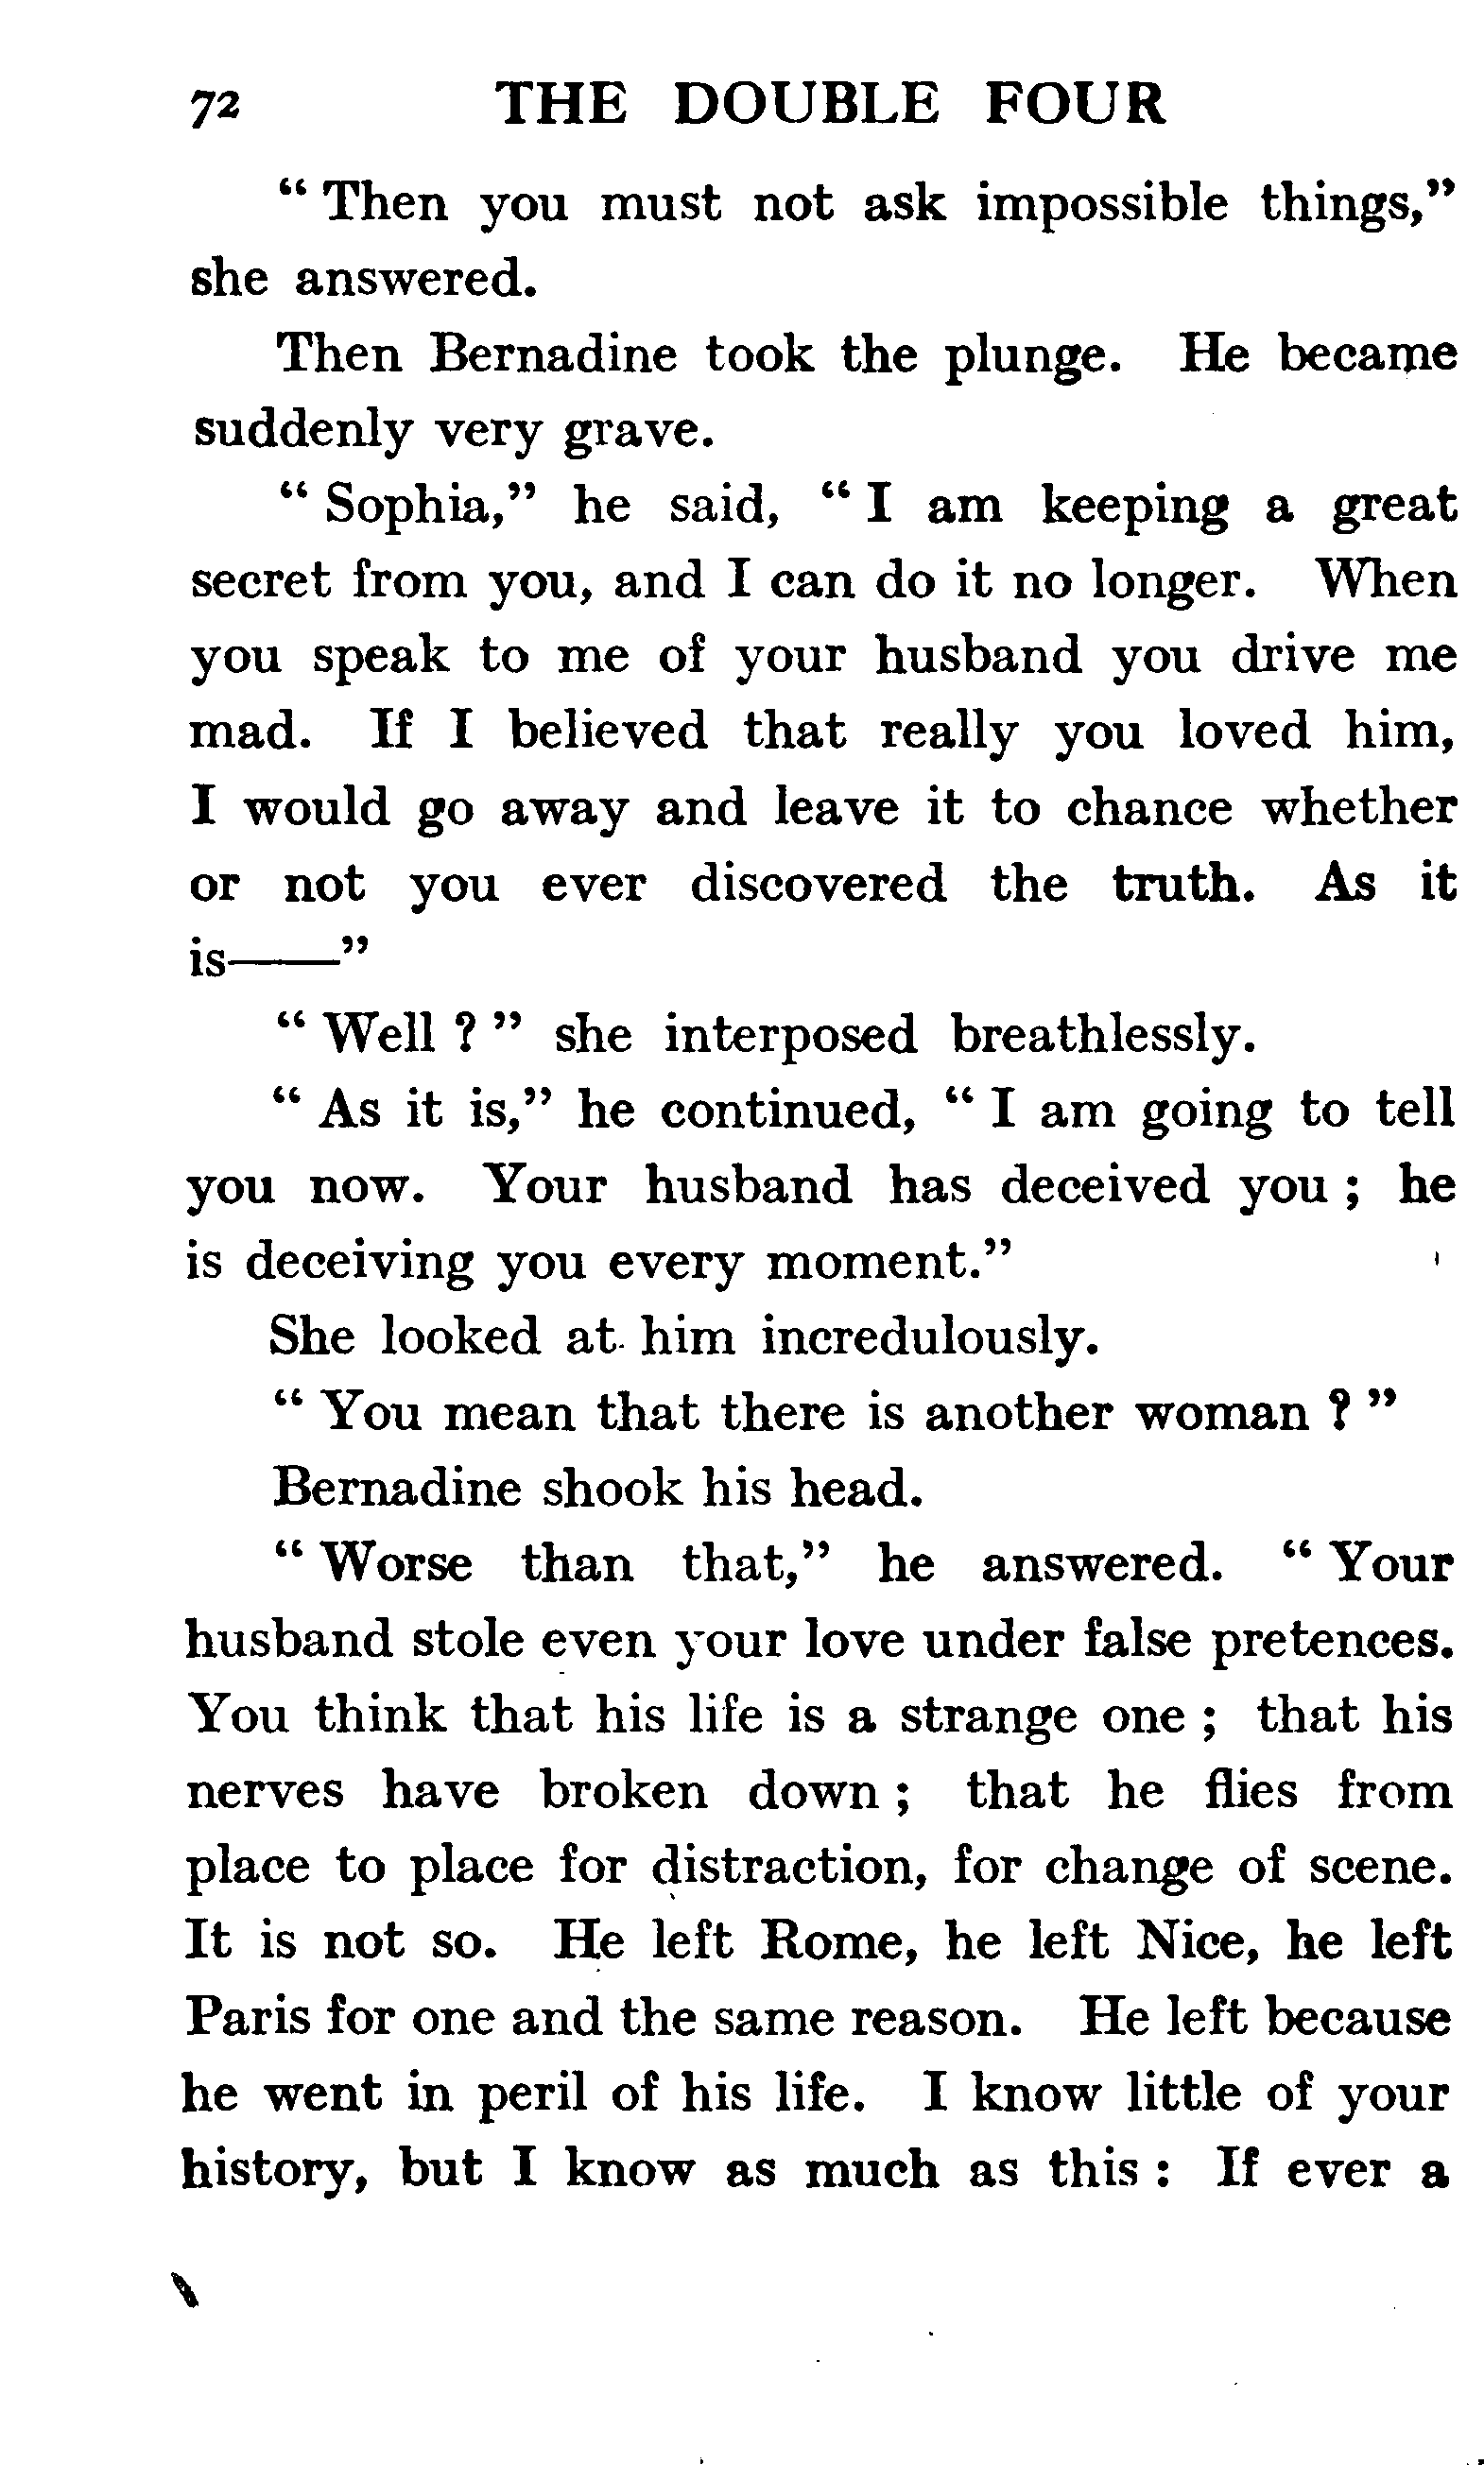 72 THE DOUBLE FOUR
“ Then you must not ask impossible things,”
she answered.
Then Bernadine took the plunge. He became
suddenly very grave.
“ Sophia,” he said, “ I am keeping a great
secret from you, and I can do it no longer. When
you speak to me of your husband you drive me
mad. If I believed that really you loved him,
I would go away and leave it to chance whether
or not you ever discovered the truth. As it
is——”
“ Well ? ” she interposed breathlessly.
“ As it is,” he continued, “ I am going to tell
you now. Your husband has deceived you ; he
is deceiving you every moment.”
She looked at him incredulously.
“ You mean that there is another woman ? ”
Bernadine shook his head.
“ Worse than that,” he answered. “ Your
husband stole even your love under false pretences.
You think that his life is a strange one ; that his
nerves have broken down ; that he flies from
place to place for distraction, for change of scene.
It is not so. He left Rome, he left Nice, he left
Paris for one and the same reason. He left because
he went in peril of his life. I know little of your
history, but I know as much as this : If ever a